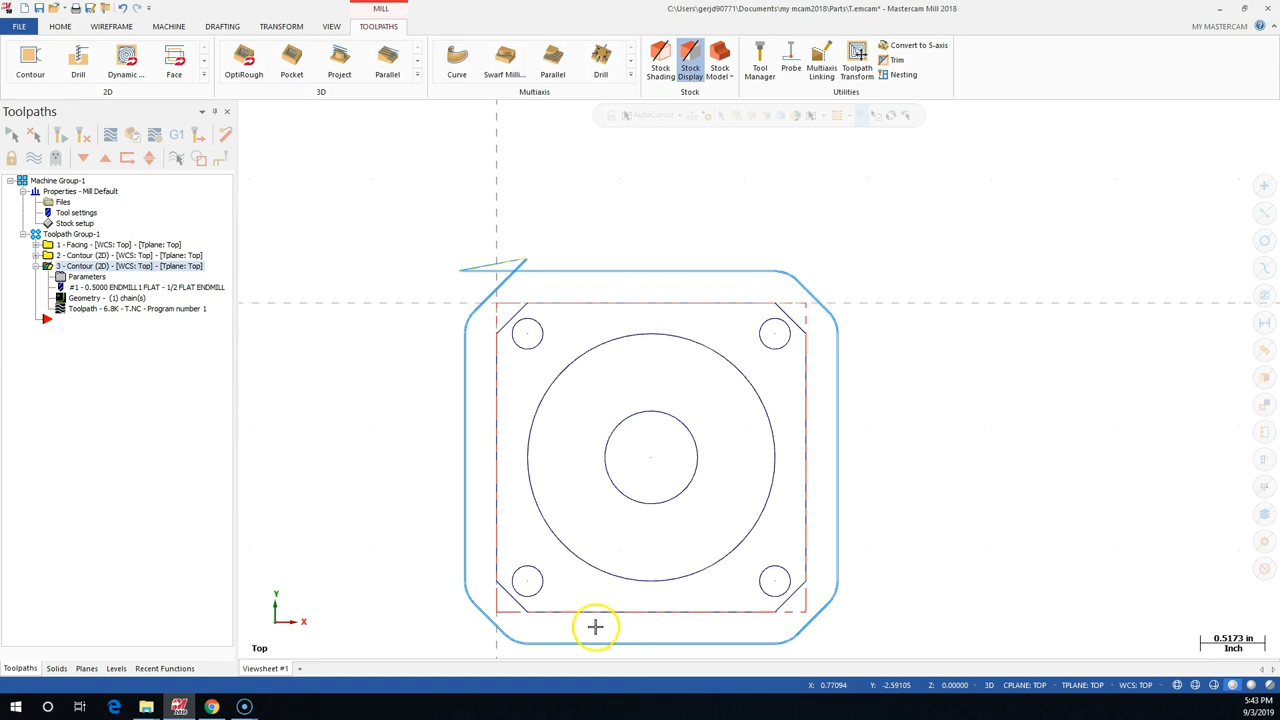 MILL
C:\Users\gerjd90771\Documents\my mcam2018\Parts\T.emcam* - Mastercam Mill 2018
FILE HOME WIREFRAME MACHINE DRAFTING TRANSFORM VIEW TOOLPATHS MY MASTERCAM
Contour Drill Dynamic ... Face OptiRough Pocket Project Parallel Curve Swarf Milli... Parallel Drill Stock Shading Stock Display Stock Model Tool Manager Probe Multiaxis Linking Toolpath Transform Convert to 5-axis
Trim
Nesting
2D 3D Multiaxis Stock Utilities
Toolpaths
AutoCursor
G1
Machine Group-1
Properties - Mill Default
Files
Tool settings
Stock setup
Toolpath Group-1
1 - Facing - [WCS: Top] - [Tplane: Top]
2 - Contour (2D) - [WCS: Top] - [Tplane: Top]
3 - Contour (2D) - [WCS: Top] - [Tplane: Top]
Parameters
#1 - 0.5000 ENDMILL1 FLAT - 1/2 FLAT ENDMILL
Geometry - (1) chain(s)
Toolpath - 6.8K - T.NC - Program number 1
Y
X
Top
0.5173 in
Inch
Toolpaths Solids Planes Levels Recent Functions Viewsheet #1 +
X: 0.77094 Y: -2.59105 Z: 0.00000 3D CPLANE: TOP TPLANE: TOP WCS: TOP
2018
5:43 PM
9/3/2019